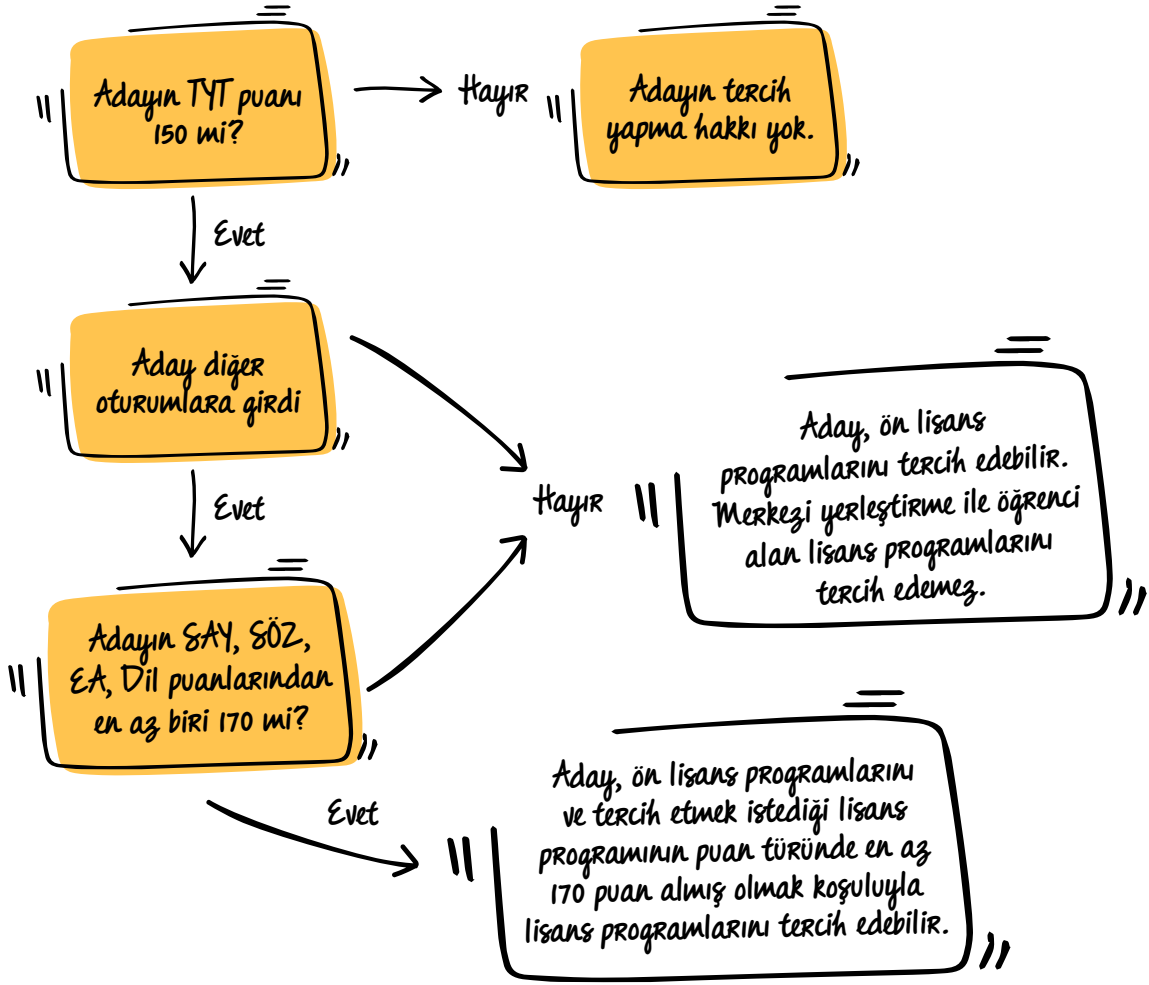 Adayın TYT puanı
150 mi?
Hayır
Adayın tercih
yapma hakkı yok.
Evet
Aday diğer
oturumlara girdi
Hayır
Aday, ön lisans
programlarını tercih edebilir.
Merkezi yerleştirme ile öğrenci
alan lisans programlarını
tercih edemez.
Evet
Adayın SAY, SÖZ,
EA, Dil puanlarından
en az biri 170 mi?
Evet
Aday, ön lisans programlarını
ve tercih etmek istediği lisans
programının puan türünde en az
170 puan almış olmak koşuluyla
lisans programlarını tercih edebilir.